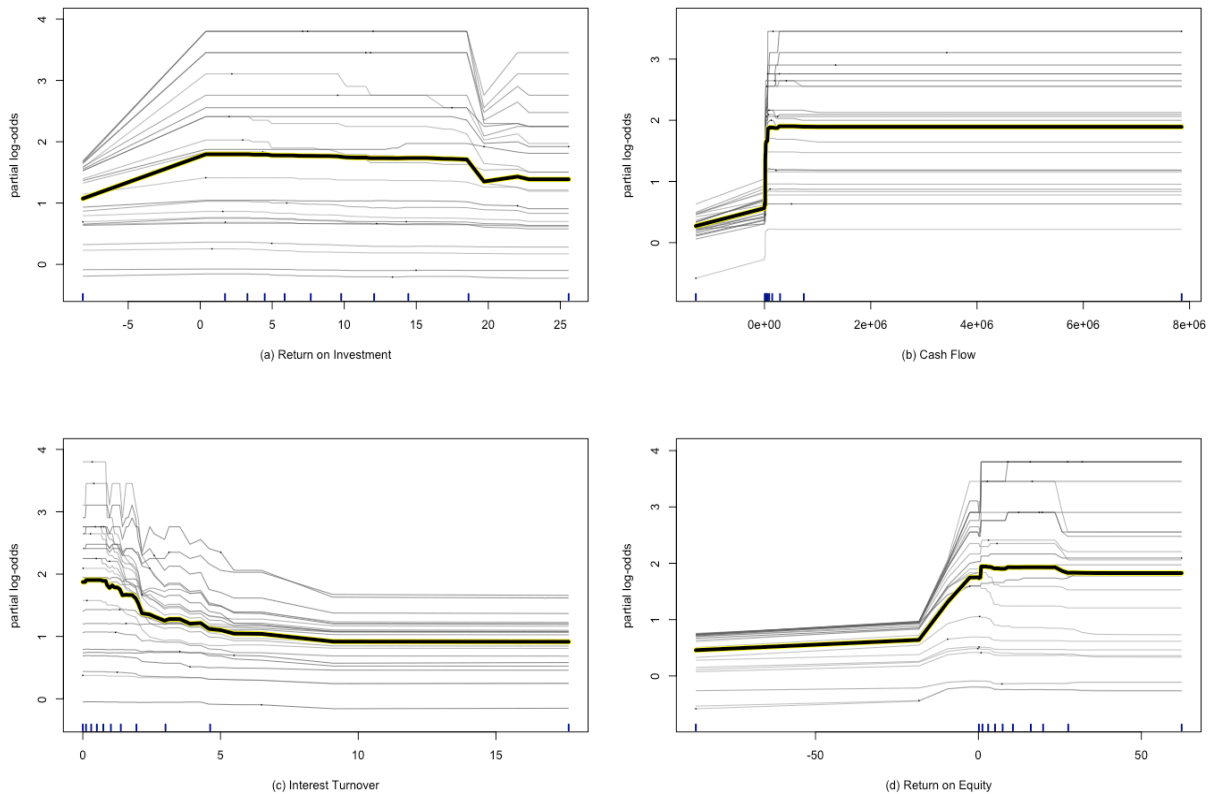 4
3
2
1
0
partial log-odds
-5 0 5 10 15 20 25
(a) Return on Investment
3
2
1
0
partial log-odds
0e+00 2e+06 4e+06 6e+06 8e+06
(b) Cash Flow
4
3
2
1
0
partial log-odds
0 5 10 15
(c) Interest Turnover
4
3
2
1
0
partial log-odds
-50 0 50
(d) Return on Equity